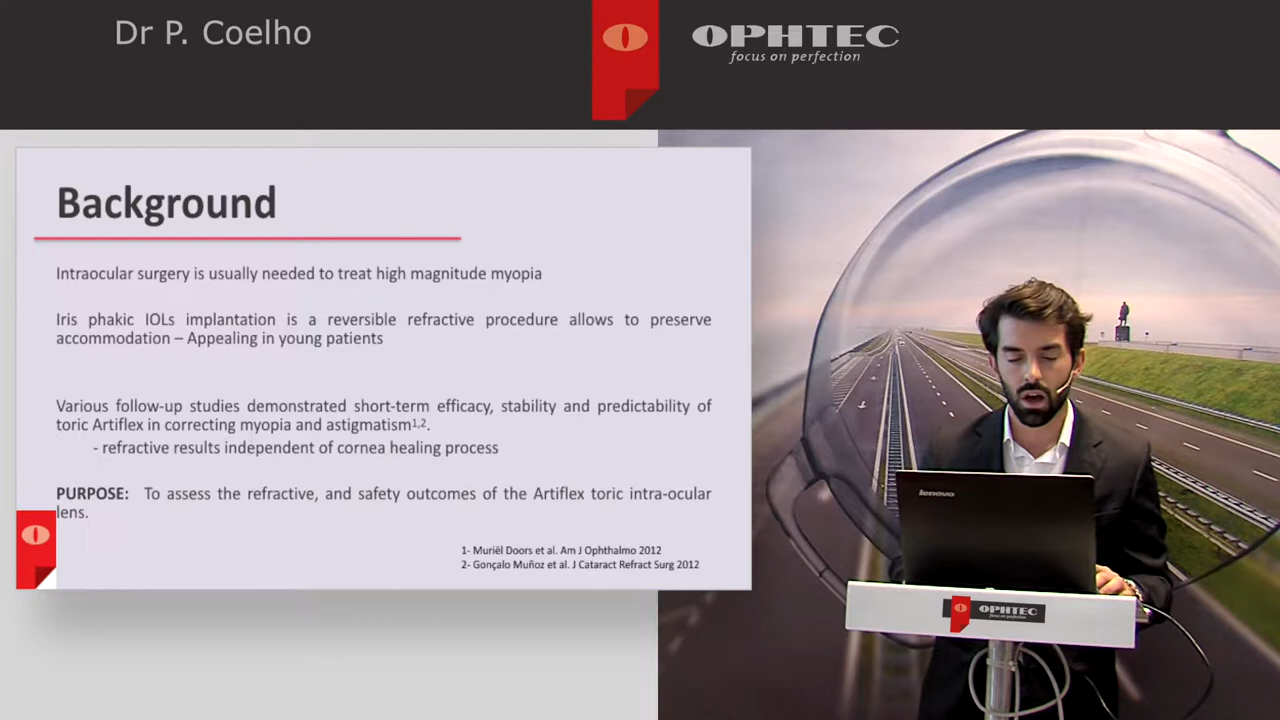 Dr P. Coelho
OPHTEC
focus on perfection
Background
Intraocular surgery is usually needed to treat high magnitude myopia
Iris phakic IOLs implantation is a reversible refractive procedure allows to preserve
accommodation – Appealing in young patients
Various follow-up studies demonstrated short-term efficacy, stability and predictability of
toric Artiflex in correcting myopia and astigmatism1,2.
- refractive results independent of cornea healing process
PURPOSE: To assess the refractive, and safety outcomes of the Artiflex toric intra-ocular
lens.
1- Muriël Doors et al. Am J Ophthalmo 2012
2- Gonçalo Muñoz et al. J Cataract Refract Surg 2012
lenovo
OPHTEC
focus on perfection